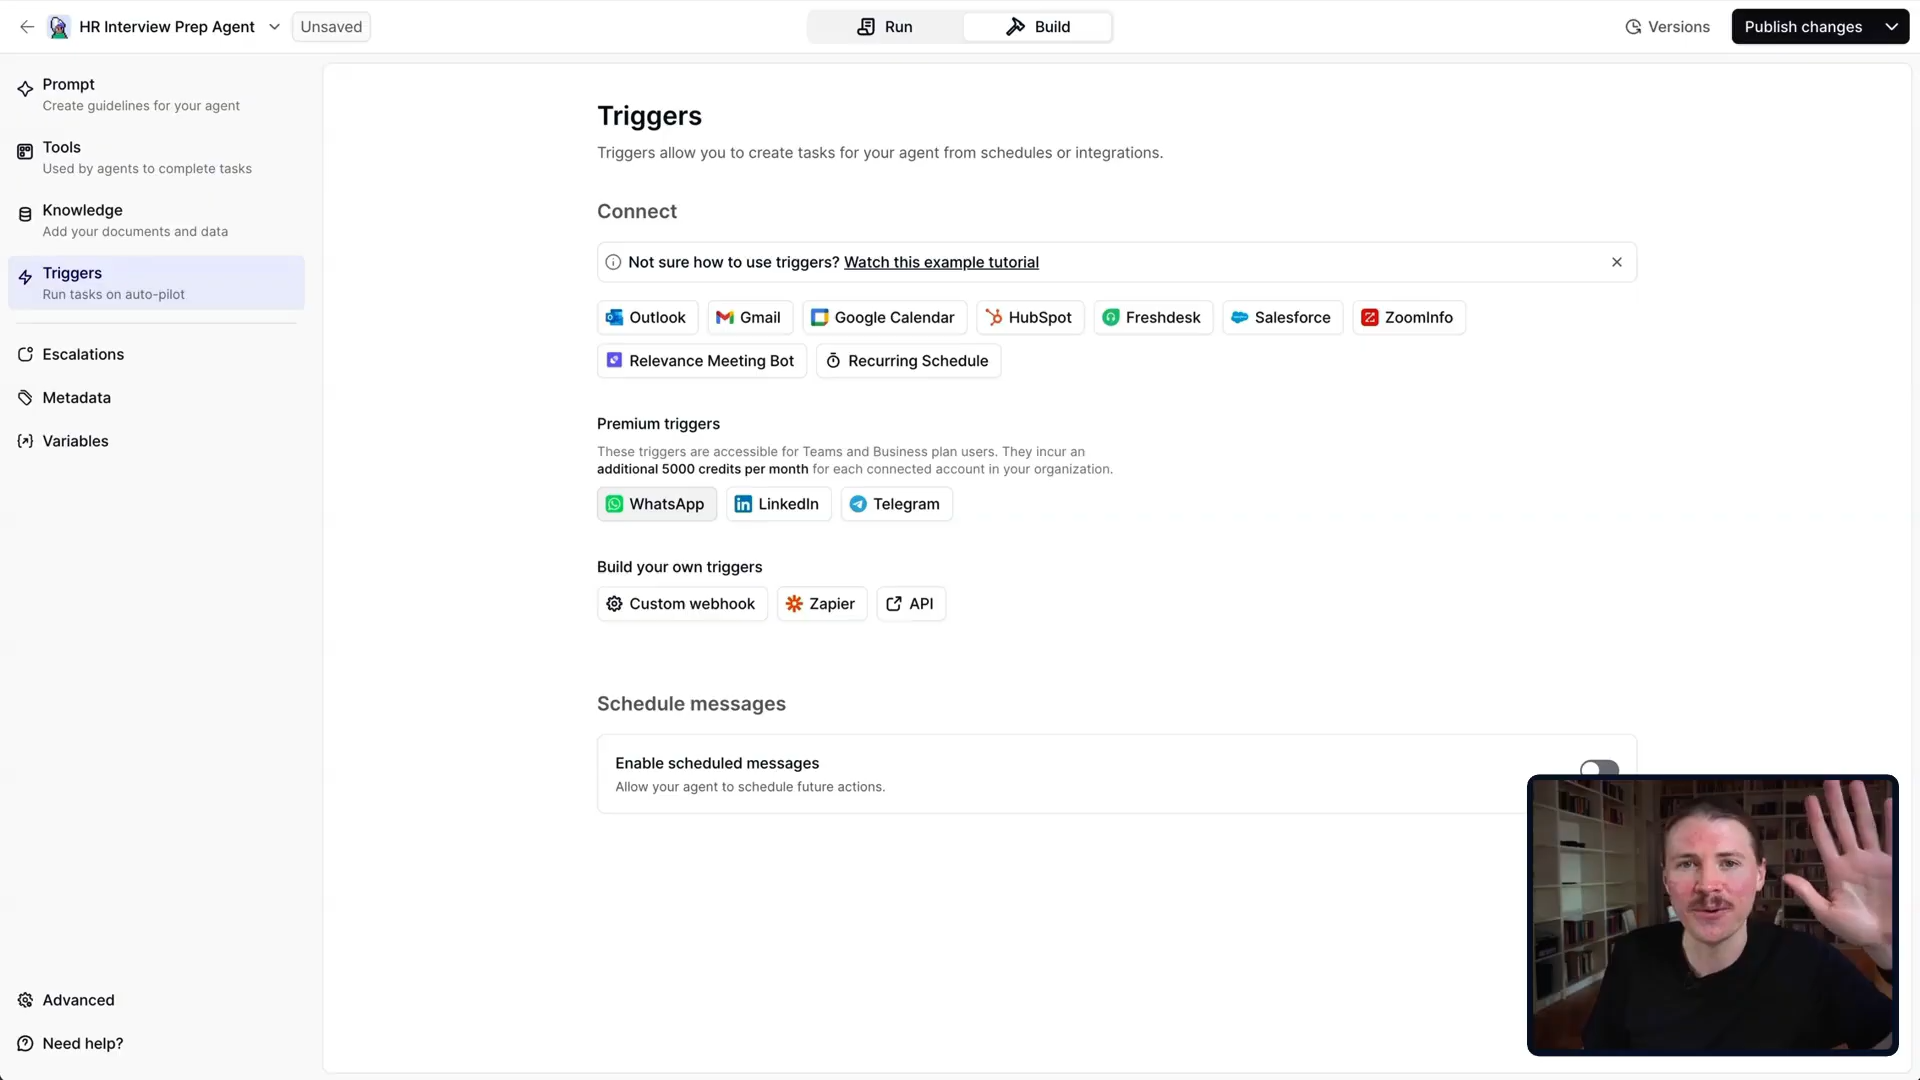 HR Interview Prep Agent
Unsaved
Run
Build
Versions
Publish changes
Prompt
Create guidelines for your agent
Tools
Used by agents to complete tasks
Knowledge
Add your documents and data
Triggers
Run tasks on auto-pilot
Escalations
Metadata
Variables
Advanced
Need help?
Triggers
Triggers allow you to create tasks for your agent from schedules or integrations.
Connect
Not sure how to use triggers? Watch this example tutorial
Outlook
Gmail
Google Calendar
HubSpot
Freshdesk
Salesforce
ZoomInfo
Relevance Meeting Bot
Recurring Schedule
Premium triggers
These triggers are accessible for Teams and Business plan users. They incur an
additional 5000 credits per month for each connected account in your organization.
WhatsApp
LinkedIn
Telegram
Build your own triggers
Custom webhook
Zapier
API
Schedule messages
Enable scheduled messages
Allow your agent to schedule future actions.